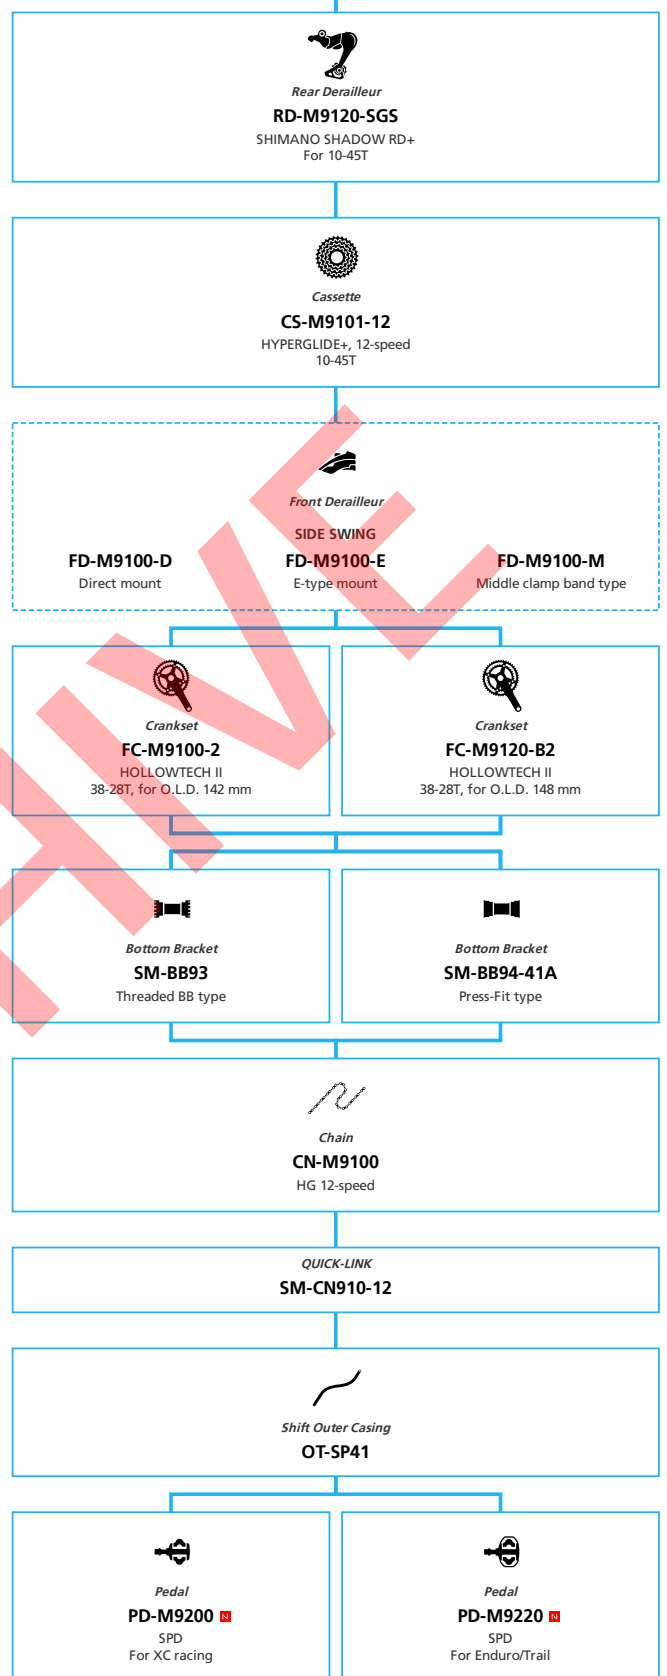 Rear Derailleur
RD-M9120-SGS
SHIMANO SHADOW RD+
For 10-45T
Cassette
CS-M9101-12
HYPERGLIDE+, 12-speed
10-45T
Front Derailleur
SIDE SWING
FD-M9100-D FD-M9100-E FD-M9100-M
Direct mount E-type mount Middle clamp band type
Crankset
FC-M9100-2
HOLLOWTECH II
38-28T, for O.L.D. 142 mm
Crankset
FC-M9120-B2
HOLLOWTECH II
38-28T, for O.L.D. 148 mm
Bottom Bracket
SM-BB93
Threaded BB type
Bottom Bracket
SM-BB94-41A
Press-Fit type
Chain
CN-M9100
HG 12-speed
QUICK-LINK
SM-CN910-12
Shift Outer Casing
OT-SP41
Pedal
PD-M9200 N
SPD
For XC racing
Pedal
PD-M9220 N
SPD
For Enduro/Trail
HIVE